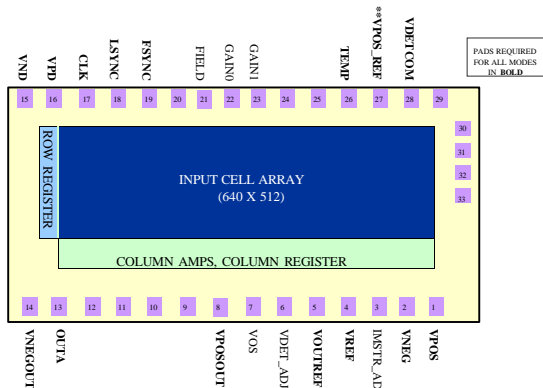 VND
VPD
CLK
LSYNC
FSYNC
FIELD
GAIN0
GAIN1
TEMP
**VPOS_REF
VDETCOM
PADS REQUIRED
FOR ALL MODES
IN BOLD
15 16 17 18 19 20 21 22 23 24 25 26 27 28 29
30
31
32
33
ROW REGISTER
INPUT CELL ARRAY
(640 X 512)
COLUMN AMPS, COLUMN REGISTER
14 13 12 11 10 9 8 7 6 5 4 3 2 1
VNEGOUT
OUTA
VPOSOUT
VOS
VDET_ADJ
VOUTREF
VREF
IMSTR_AD
VNEG
VPOS